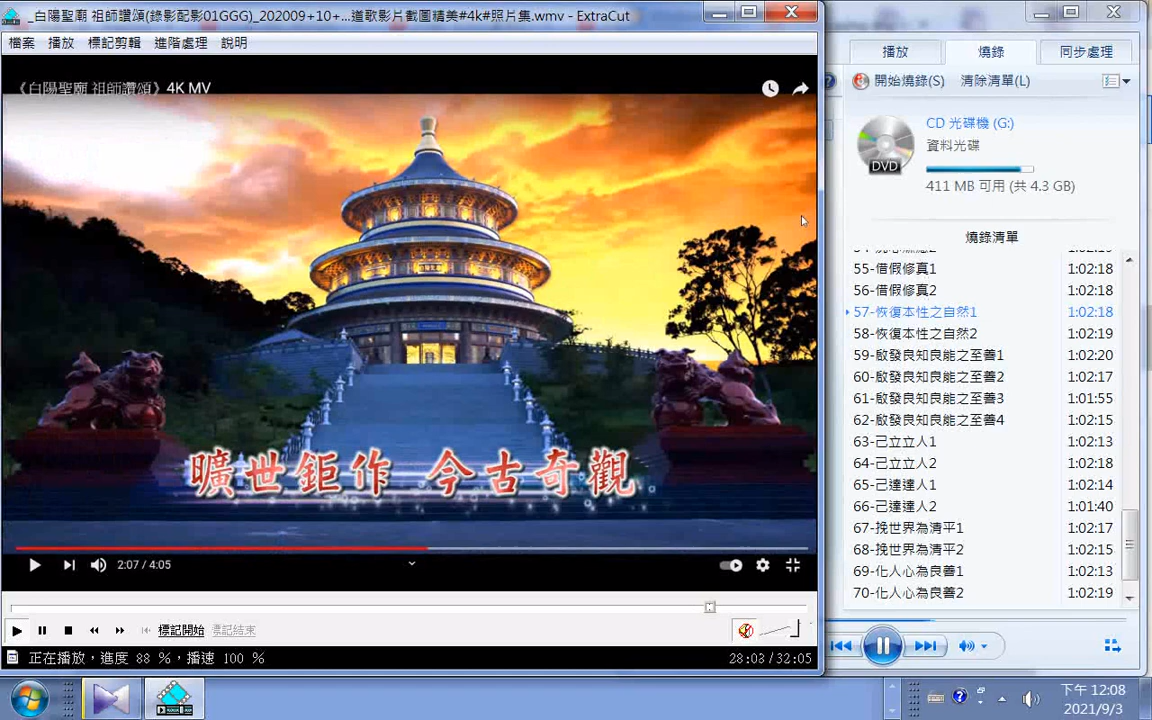 _白陽聖廟 祖師讚頌(錄影配影01GGG)_202009+10+...道歌影片截圖精美#4k#照片集.wmv - ExtraCut
檔案 播放 標記剪輯 進階處理 說明
《白陽聖廟 祖師讚頌》4K MV
曠世鉅作 今古奇觀
2:07 / 4:05
標記開始 標記結束
正在播放，進度 88 %，播速 100 %
28:03 / 32:05
播放 燒錄 同步處理
開始燒錄(S) 清除清單(L)
CD 光碟機 (G:)
資料光碟
DVD
411 MB 可用 (共 4.3 GB)
燒錄清單
55-借假修真1 1:02:18
56-借假修真2 1:02:18
57-恢復本性之自然1 1:02:18
58-恢復本性之自然2 1:02:19
59-啟發良知良能之至善1 1:02:20
60-啟發良知良能之至善2 1:02:17
61-啟發良知良能之至善3 1:01:55
62-啟發良知良能之至善4 1:02:15
63-己立立人1 1:02:13
64-己立立人2 1:02:18
65-己達達人1 1:02:14
66-己達達人2 1:01:40
67-挽世界為清平1 1:02:17
68-挽世界為清平2 1:02:15
69-化人心為良善1 1:02:13
70-化人心為良善2 1:02:19
下午 12:08
2021/9/3